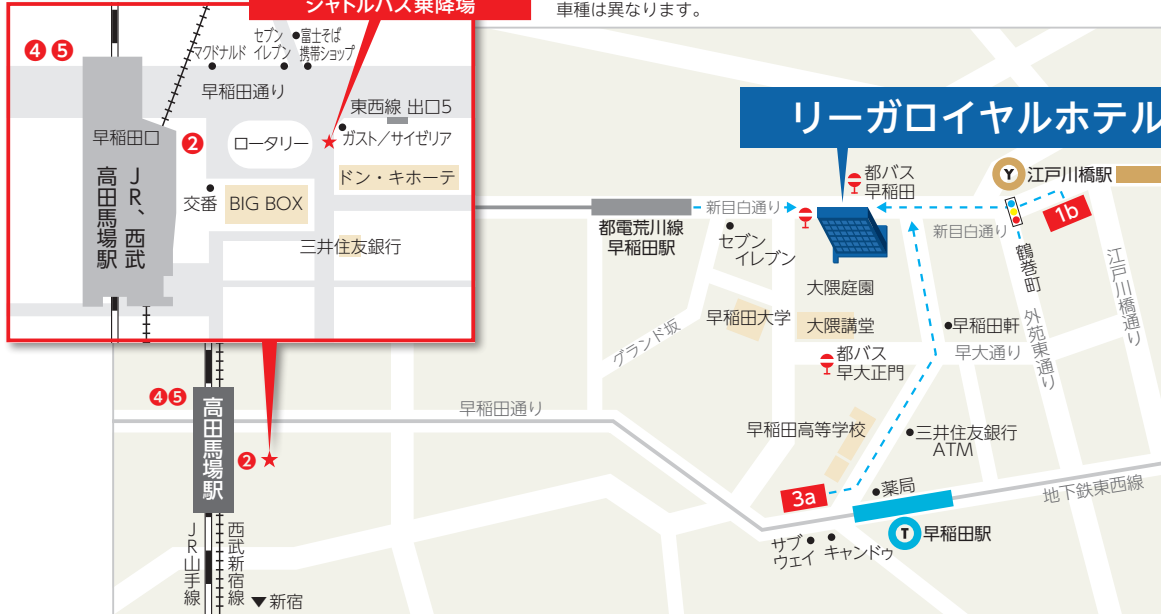 シャトルバス乗降場
車種は異なります。
❹❺
マクドナルド
セブン
イレブン
富士そば
携帯ショップ
早稲田通り
東西線 出口5
早稲田口
❷
ロータリー
ガスト／サイゼリア
JR、西武
高田馬場駅
ドン・キホーテ
交番
BIG BOX
三井住友銀行
リーガロイヤルホテル
都バス
早稲田
Y
江戸川橋駅
1b
都電荒川線
早稲田駅
新目白通り
セブン
イレブン
新目白通り
鶴巻町
江戸川橋通り
大隈庭園
早稲田大学
大隈講堂
早稲田軒
外苑東通り
グランド坂
都バス
早大正門
早大通り
❹❺
高田馬場駅
❷
早稲田通り
早稲田高等学校
三井住友銀行
ATM
3a
薬局
地下鉄東西線
T
早稲田駅
サブ
ウェイ
キャンドゥ
JR山手線
西武新宿線
▼新宿